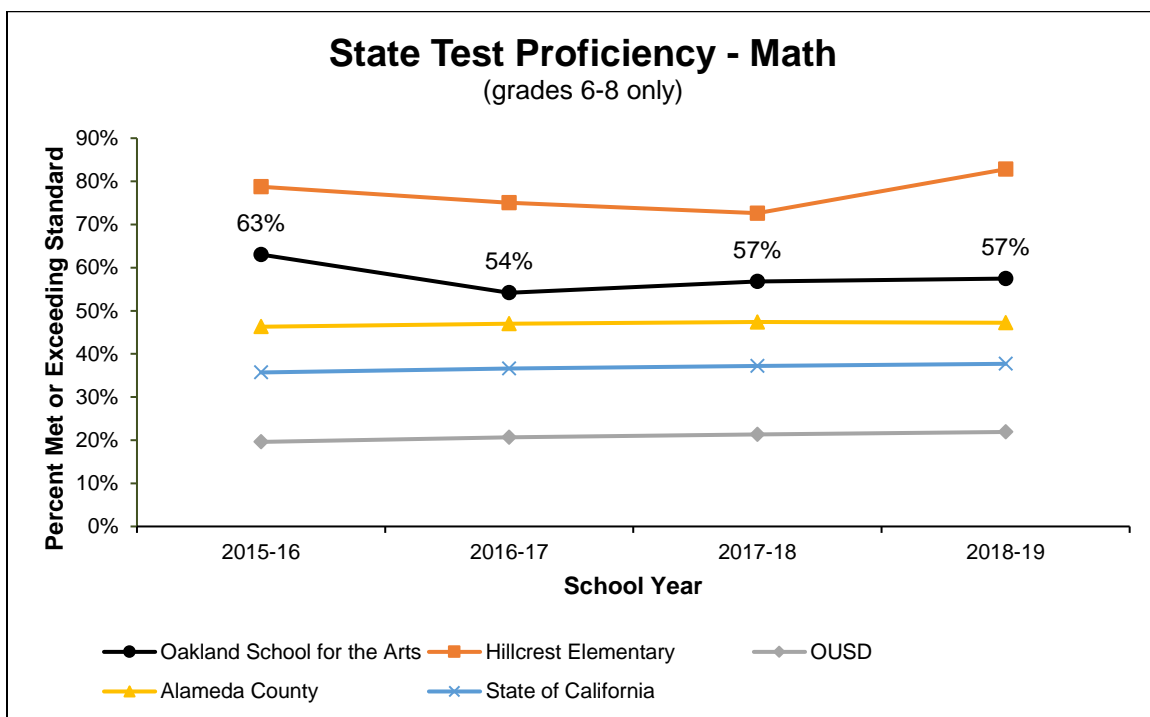 State Test Proficiency - Math
(grades 6-8 only)
Percent Met or Exceeding Standard
90%
80%
70%
60%
50%
40%
30%
20%
10%
0%
63%
54%
57%
57%
2015-16
2016-17
2017-18
2018-19
School Year
Oakland School for the Arts
Hillcrest Elementary
OUSD
Alameda County
State of California